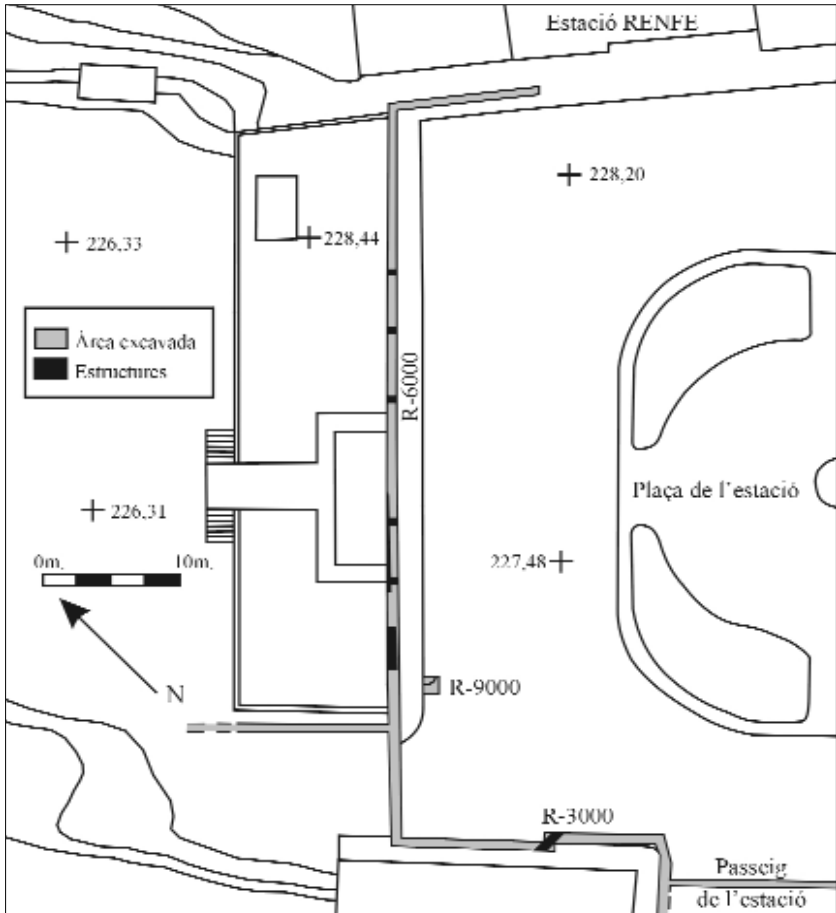 Estació RENFE
228,20
226,33
228,44
Àrea excavada
Estructures
R-6000
Plaça de l'estació
226,31
0m.
10m.
227,48
N
R-9000
R-3000
Passeig
de l'estació